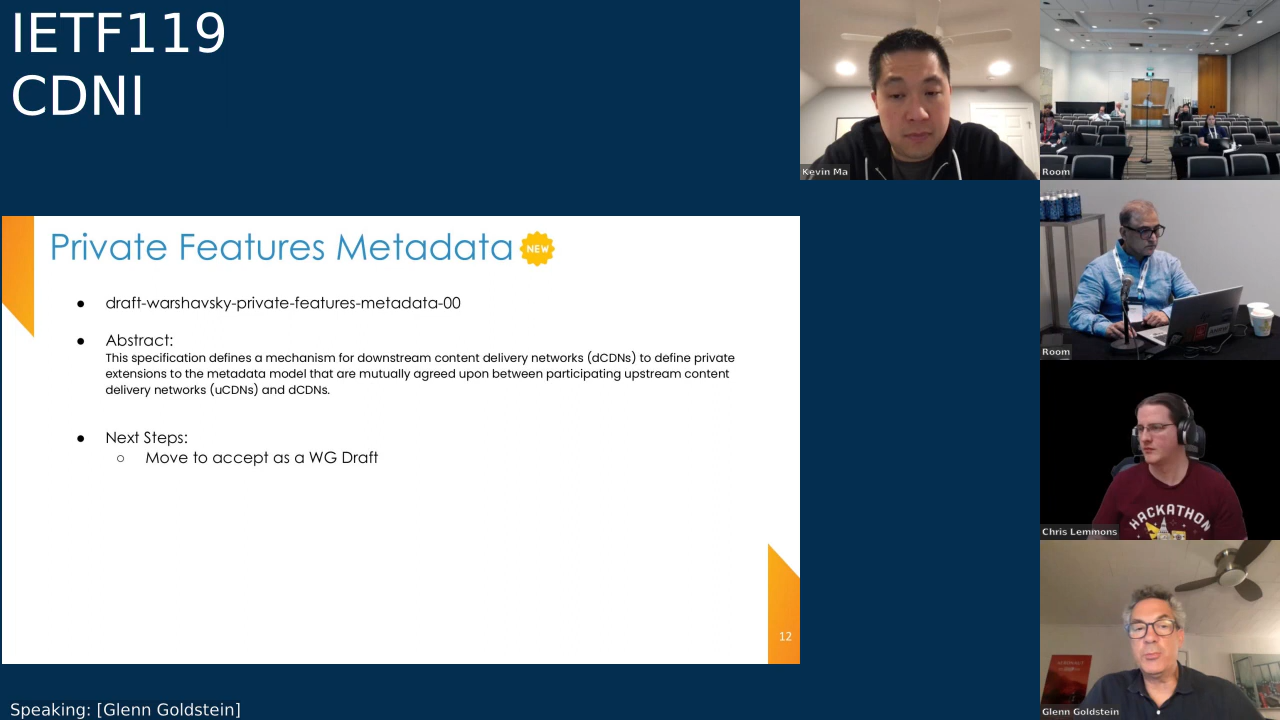 IETF119
CDNI
Kevin Ma
Room
Private Features Metadata NEW
● draft-warshavsky-private-features-metadata-00
● Abstract:
This specification defines a mechanism for downstream content delivery networks (dCDNs) to define private
extensions to the metadata model that are mutually agreed upon between participating upstream content
delivery networks (uCDNs) and dCDNs.
● Next Steps:
○ Move to accept as a WG Draft
12
Room
HACKATHON
Chris Lemmons
Glenn Goldstein
Speaking: [Glenn Goldstein]